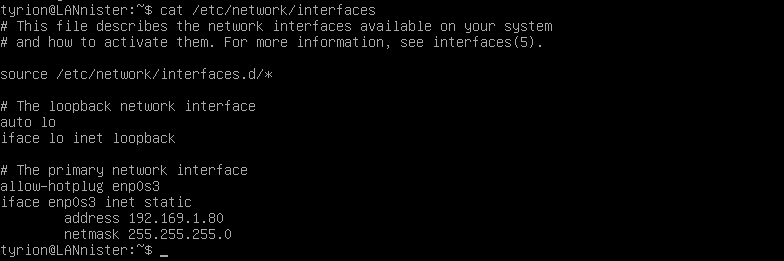 tyrion@LANnister:~$ cat /etc/network/interfaces
# This file describes the network interfaces available on your system
# and how to activate them. For more information, see interfaces(5).

source /etc/network/interfaces.d/*

# The loopback network interface
auto lo
iface lo inet loopback

# The primary network interface
allow-hotplug enp0s3
iface enp0s3 inet static
        address 192.169.1.80
        netmask 255.255.255.0
tyrion@LANnister:~$ _